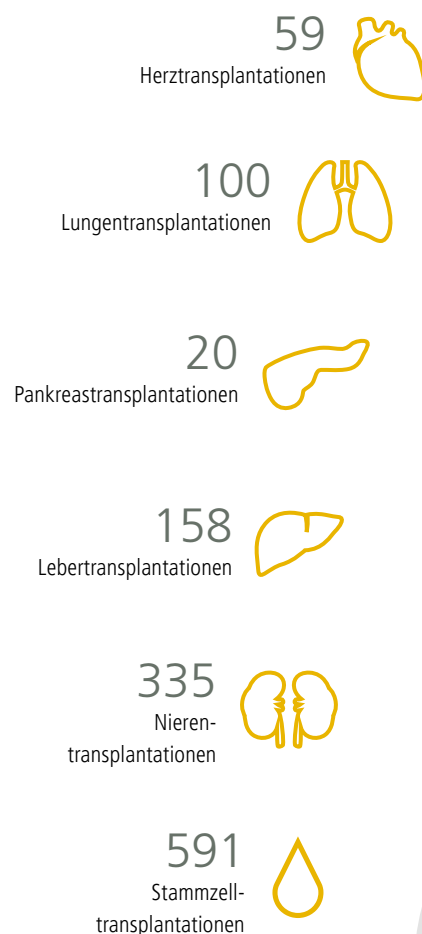 59
Herztransplantationen
100
Lungentransplantationen
20
Pankreastransplantationen
158
Lebertransplantationen
335
Nieren-
transplantationen
591
Stammzell-
transplantationen